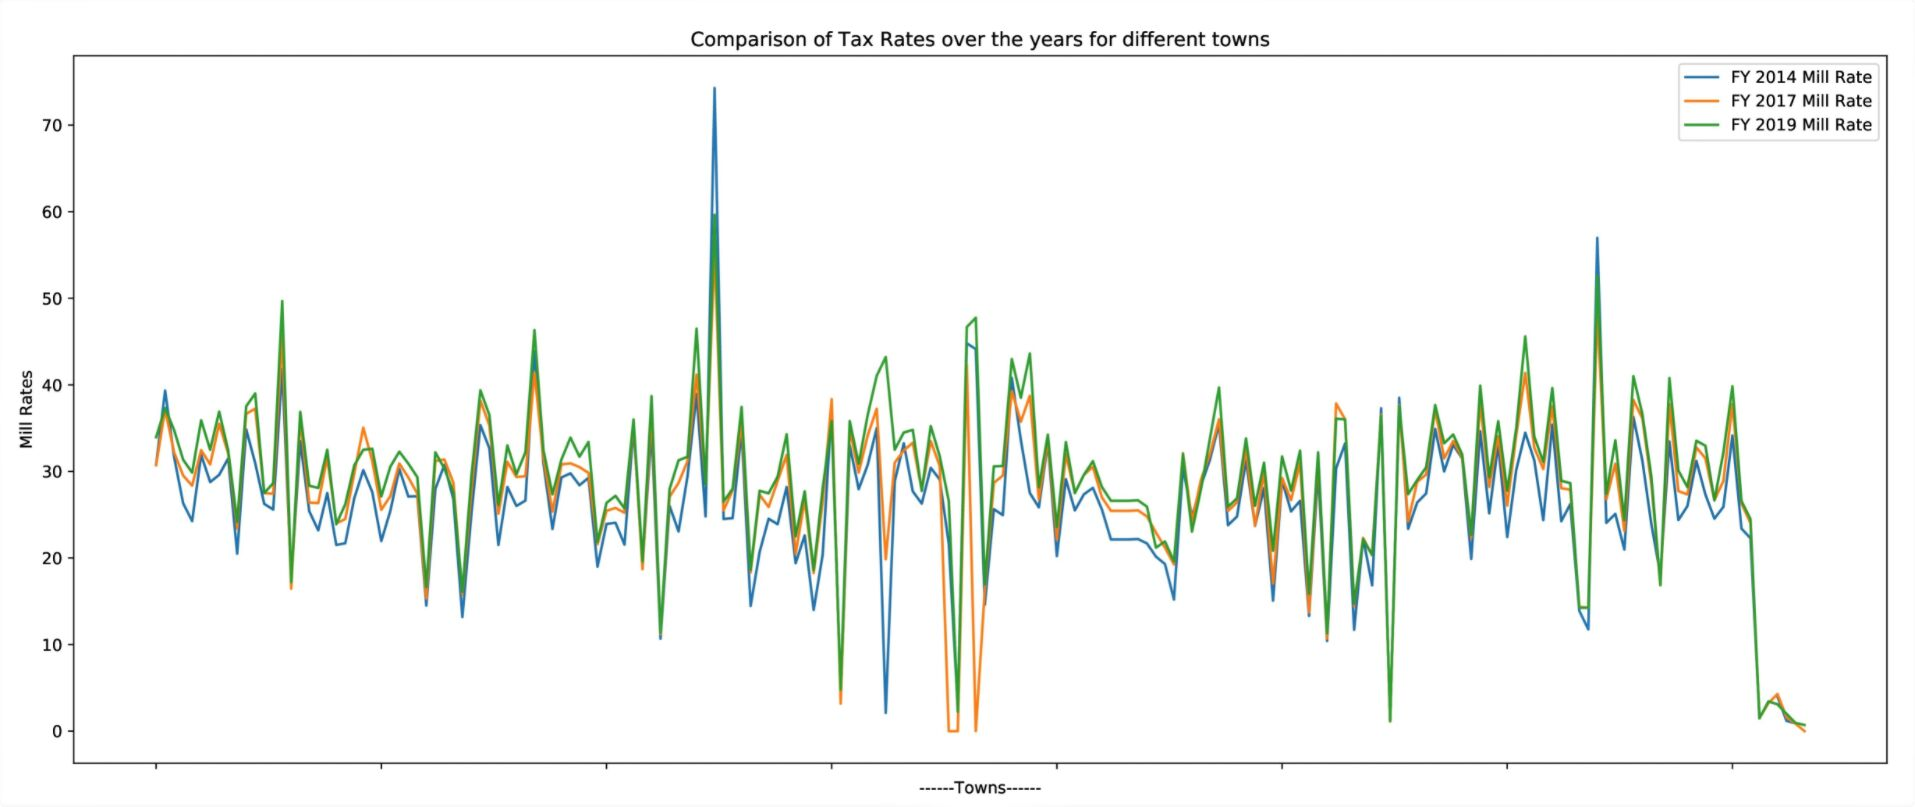 Comparison of Tax Rates over the years for different towns
FY 2014 Mill Rate
FY 2017 Mill Rate
FY 2019 Mill Rate
70
60
50
40
30
20
10
0
Mill Rates
------Towns------